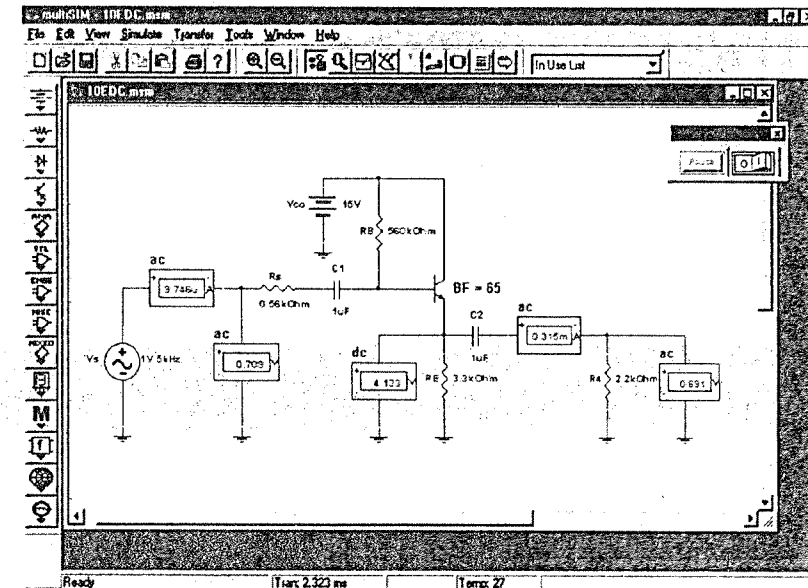 multiSIM - 10EDC.msm
File Edit View Simulate Transfer Tools Window Help
In Use List
10EDC.msm
Pause
Vcc 15V
RB 560kOhm
ac
9.746u
Rs
0.56kOhm
C1
1uF
BF = 65
Vs 1V 5kHz
ac
0.709
dc
4.133
RE 3.3kOhm
C2
1uF
ac
0.315m
R4 2.2kOhm
ac
0.691
M
Ready
Tran: 2.323 ms
Temp: 27